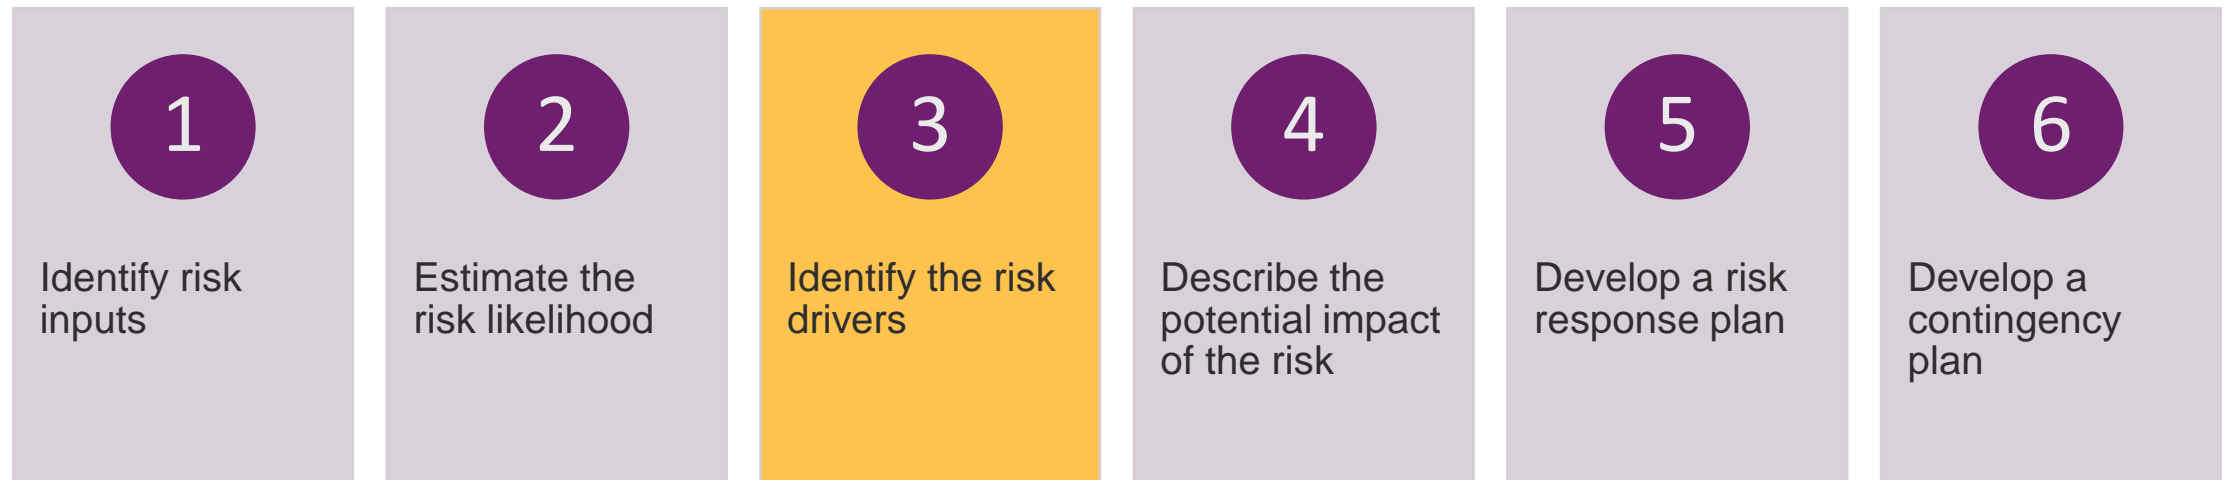 1
Identify risk
inputs
2
Estimate the
risk likelihood
3
Identify the risk
drivers
4
Describe the
potential impact
of the risk
5
Develop a risk
response plan
6
Develop a
contingency
plan